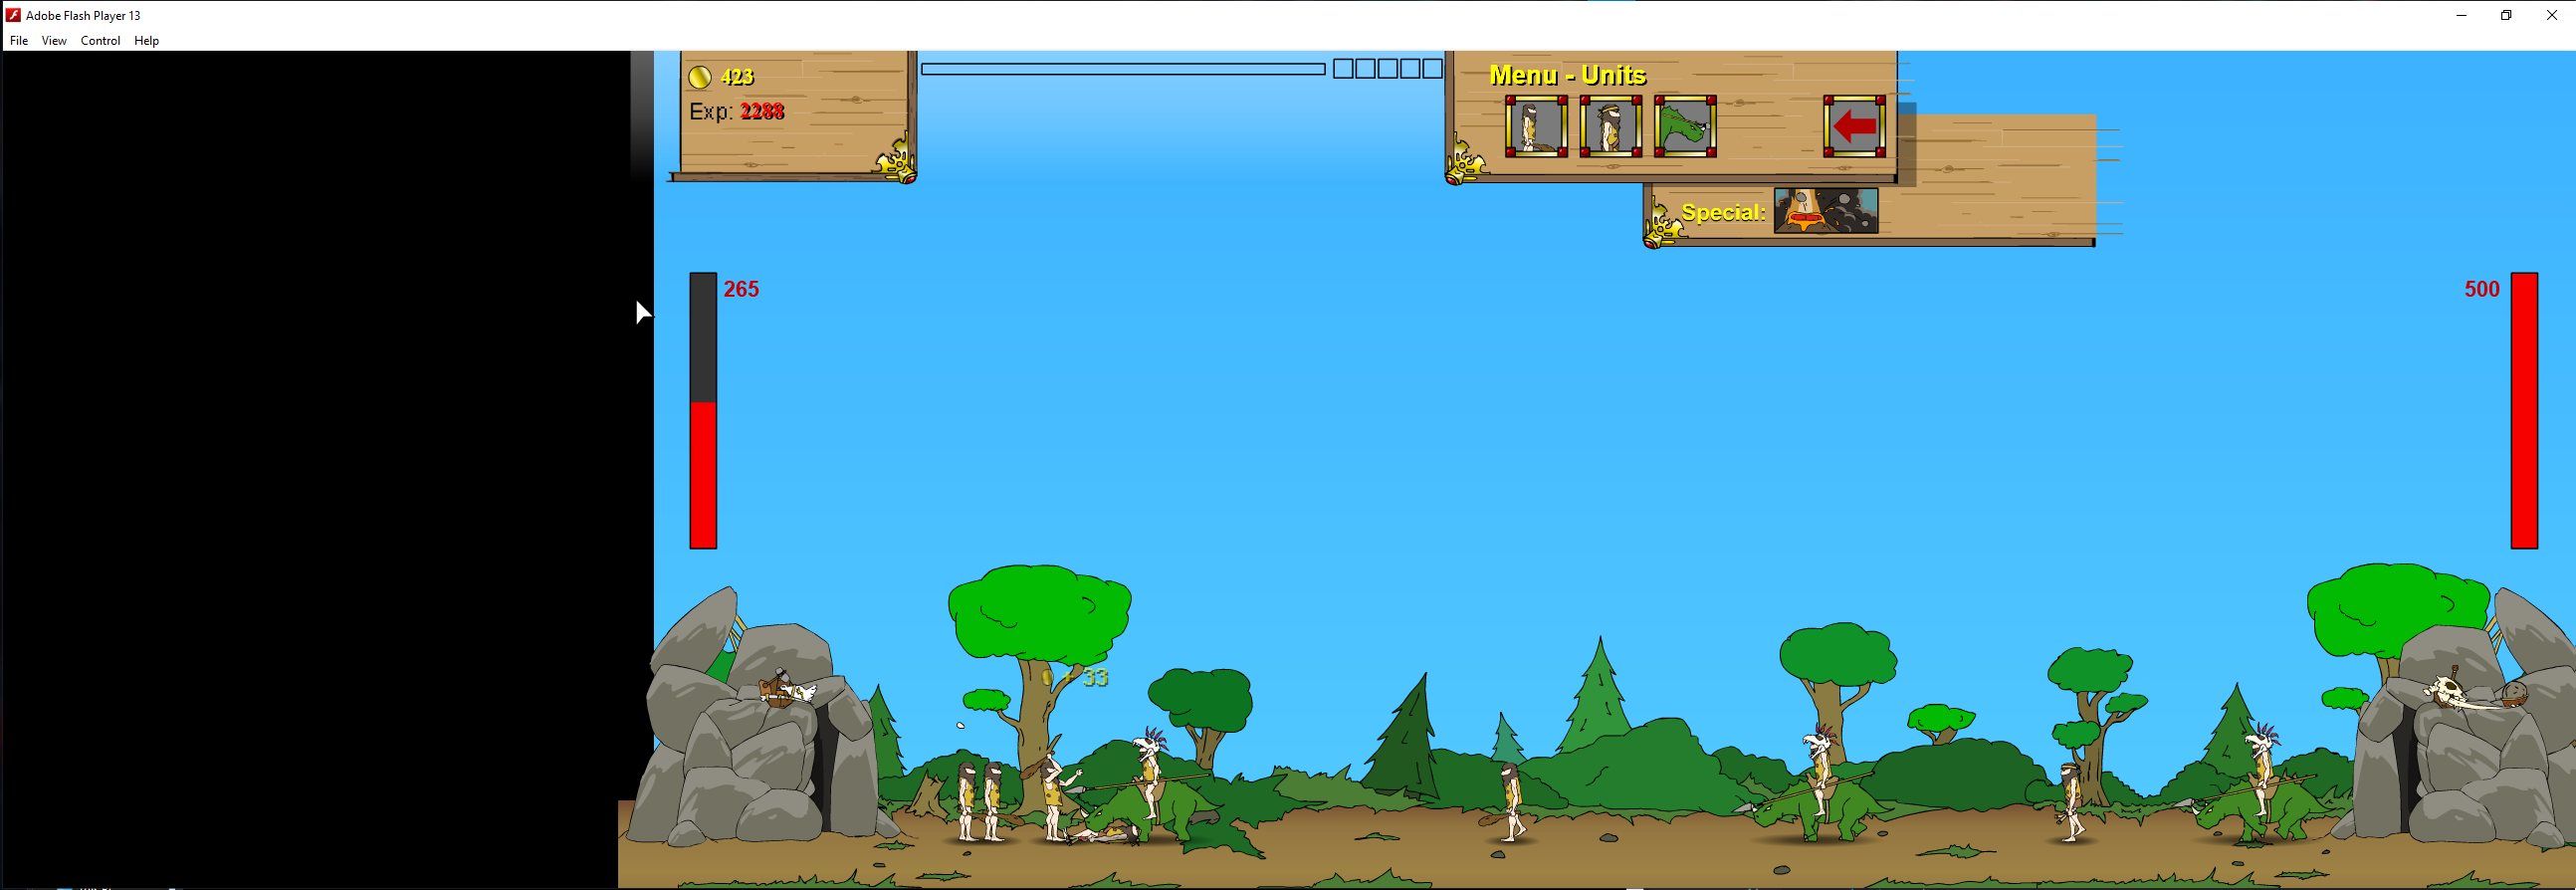 Adobe Flash Player 13
File View Control Help
423
Exp: 2288
Menu - Units
Special:
265
500
+ 33